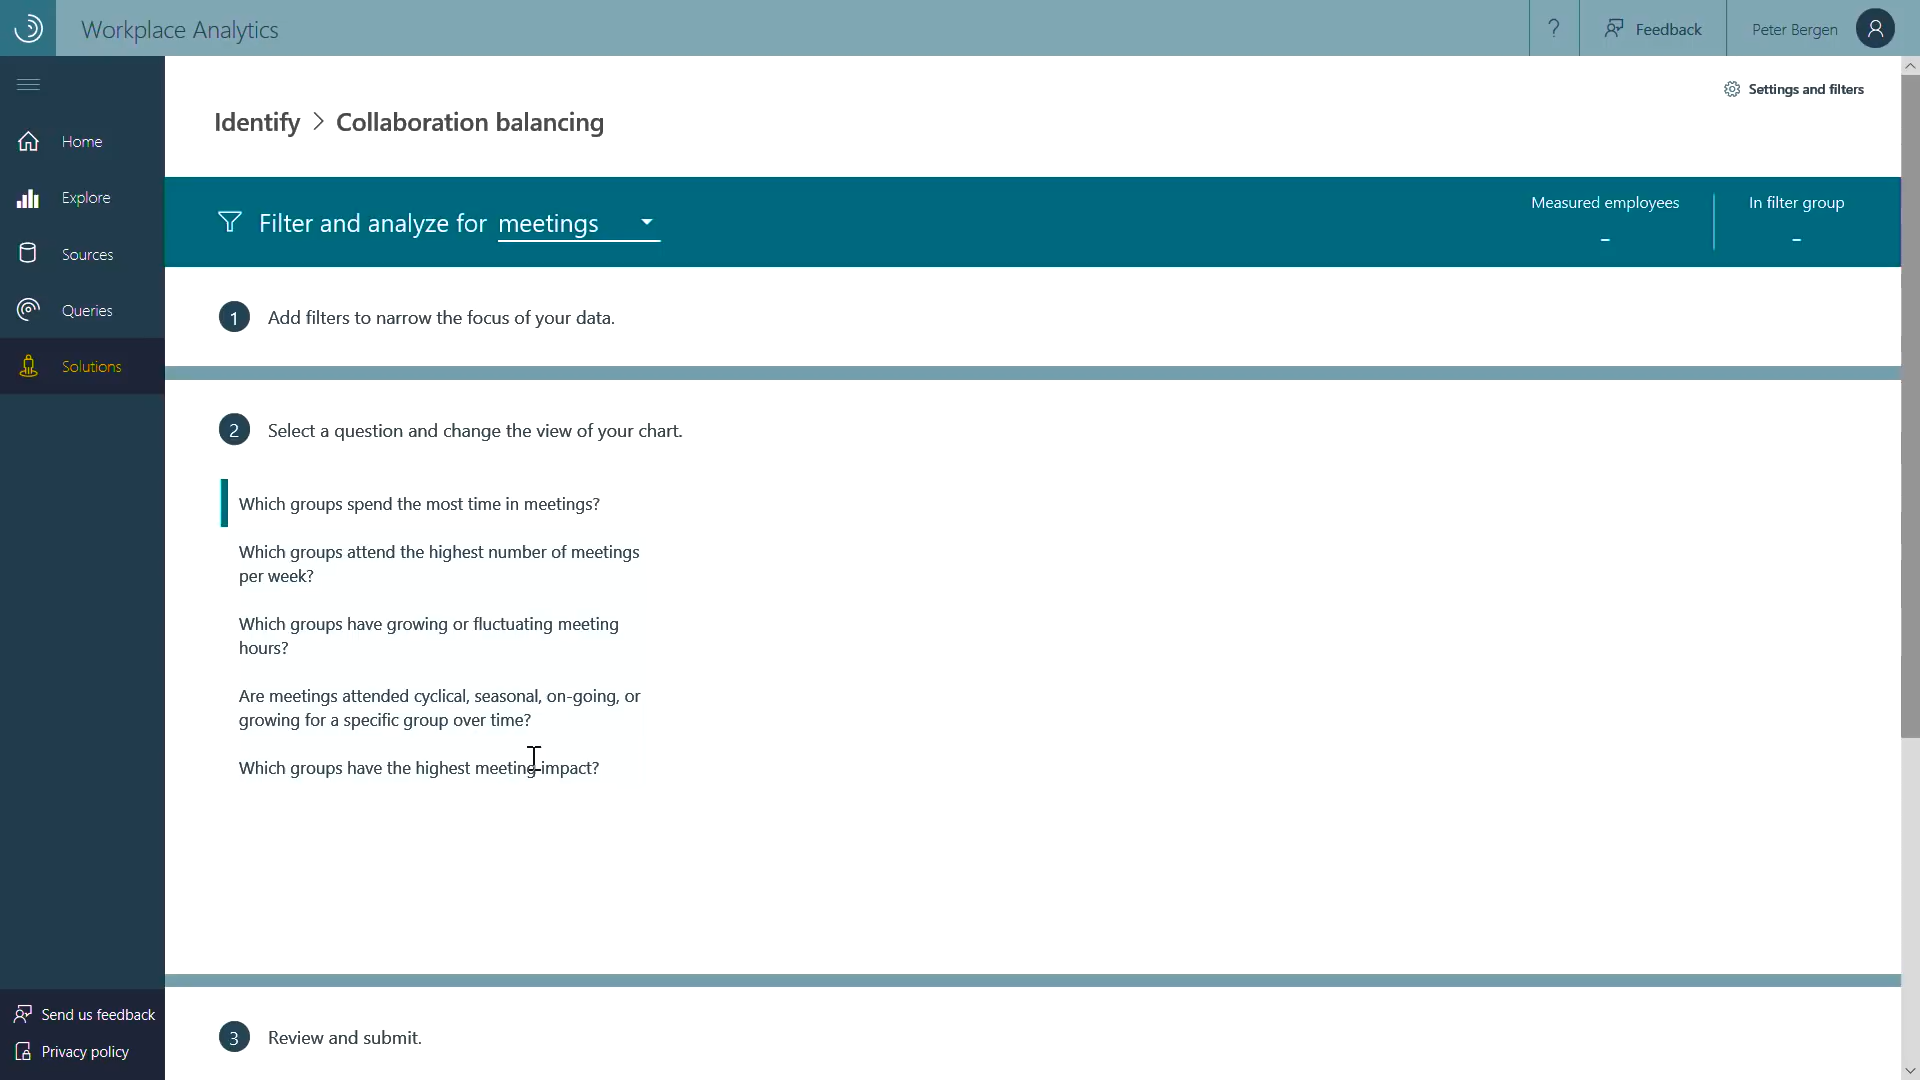 Workplace Analytics
?
Feedback
Peter Bergen
Settings and filters
Identify > Collaboration balancing
Home
Explore
Sources
Queries
Solutions
Filter and analyze for meetings
Measured employees
–
In filter group
–
1 Add filters to narrow the focus of your data.
2 Select a question and change the view of your chart.
Which groups spend the most time in meetings?
Which groups attend the highest number of meetings
per week?
Which groups have growing or fluctuating meeting
hours?
Are meetings attended cyclical, seasonal, on-going, or
growing for a specific group over time?
Which groups have the highest meeting impact?
3 Review and submit.
Send us feedback
Privacy policy